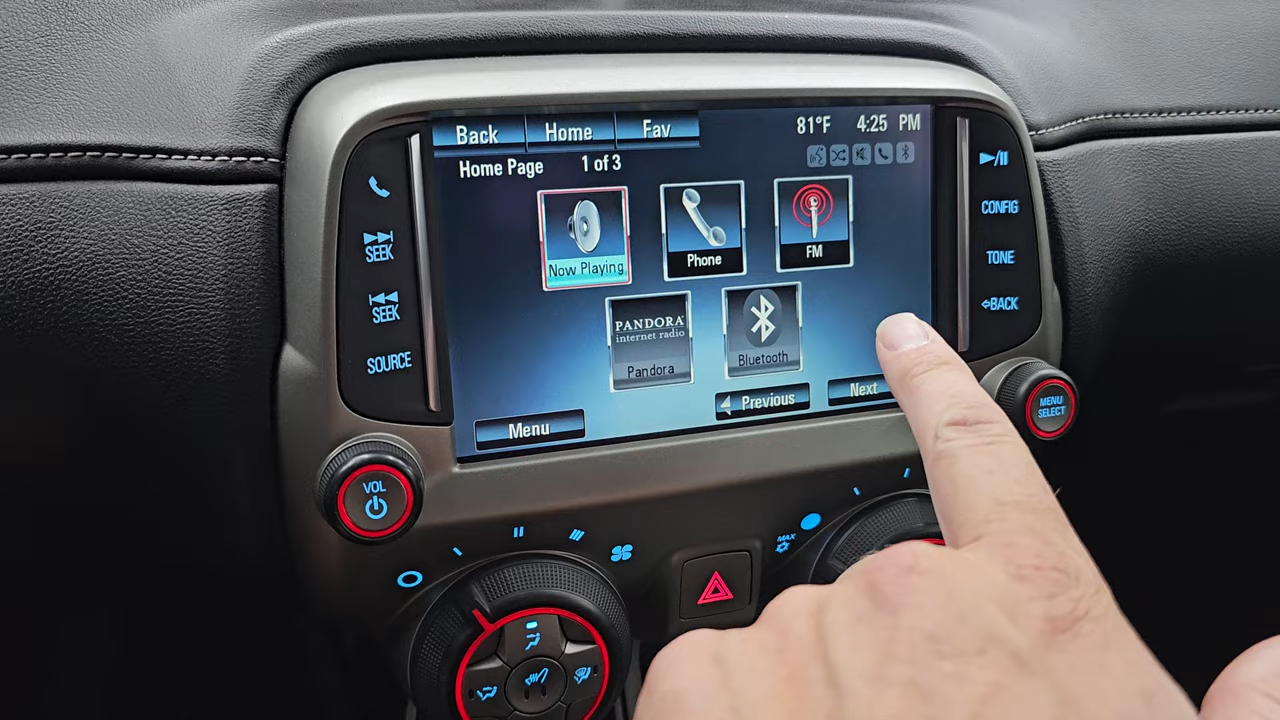 Back Home Fav
81°F 4:25 PM
Home Page 1 of 3
Now Playing
Phone
FM
PANDORA
internet radio
Pandora
Bluetooth
Menu
Previous
Next
SEEK
SEEK
SOURCE
VOL
CONFIG
TONE
BACK
MENU
SELECT
MAX